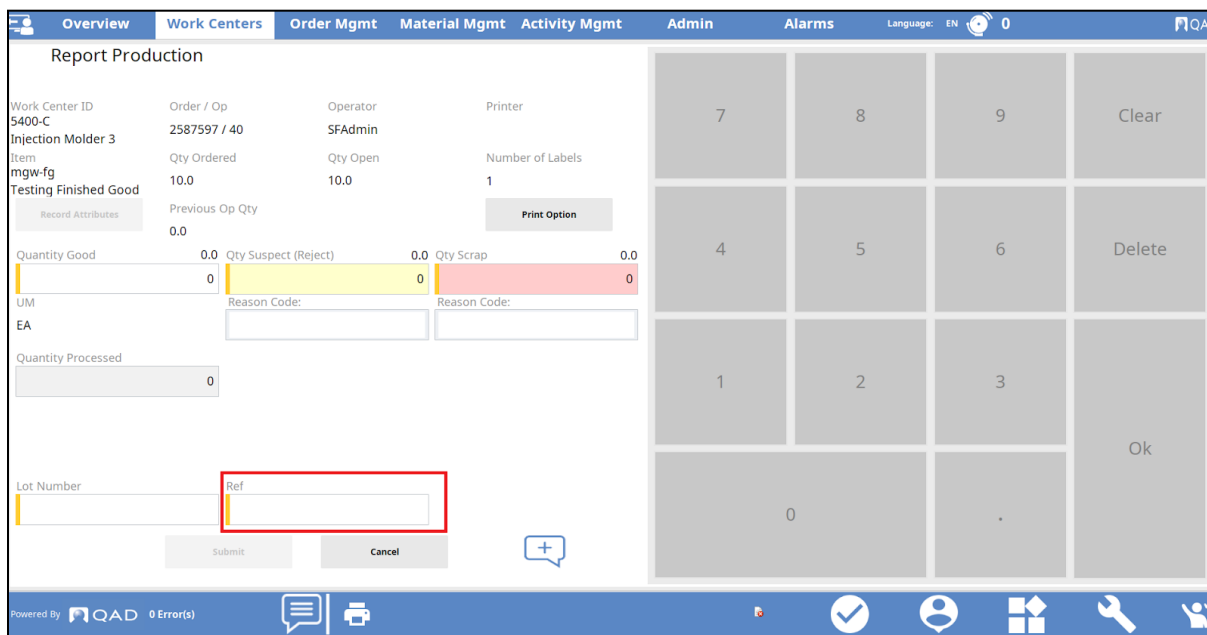 Overview Work Centers Order Mgmt Material Mgmt Activity Mgmt Admin Alarms Language: EN 0 QA
Report Production
Work Center ID Order / Op Operator Printer
5400-C
Injection Molder 3 2587597 / 40 SFAdmin
Item Qty Ordered Qty Open Number of Labels
mgw-fg
Testing Finished Good 10.0 10.0 1
Record Attributes Previous Op Qty Print Option
0.0
Quantity Good 0.0 Qty Suspect (Reject) 0.0 Qty Scrap 0.0
0 0 0
UM Reason Code: Reason Code:
EA
Quantity Processed
0
Lot Number Ref
Submit Cancel
7 8 9 Clear
4 5 6 Delete
1 2 3
Ok
0 .
Powered By QAD 0 Error(s)